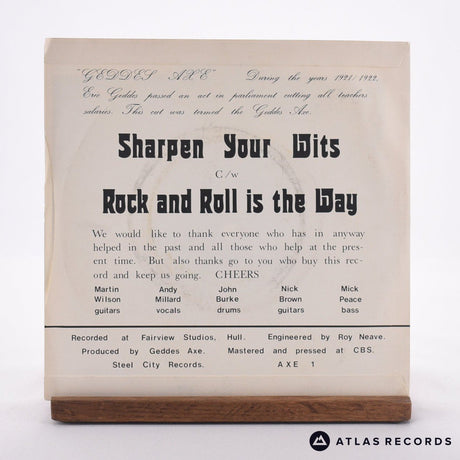 "GEDDES AXE" During the years 1921/1922.
Eric Geddes passed an act in parliament cutting all teachers
salaries. This cut was termed the Geddes Axe.
Sharpen Your Wits
C/w
Rock and Roll is the Way
We would like to thank everyone who has in anyway
helped in the past and all those who help at the pres-
ent time. But also thanks go to you who buy this rec-
ord and keep us going. CHEERS
Martin Andy John Nick Mick
Wilson Millard Burke Brown Peace
guitars vocals drums guitars bass
Recorded at Fairview Studios, Hull. Engineered by Roy Neave.
Produced by Geddes Axe. Mastered and pressed at CBS.
Steel City Records. AXE 1
ATLAS RECORDS